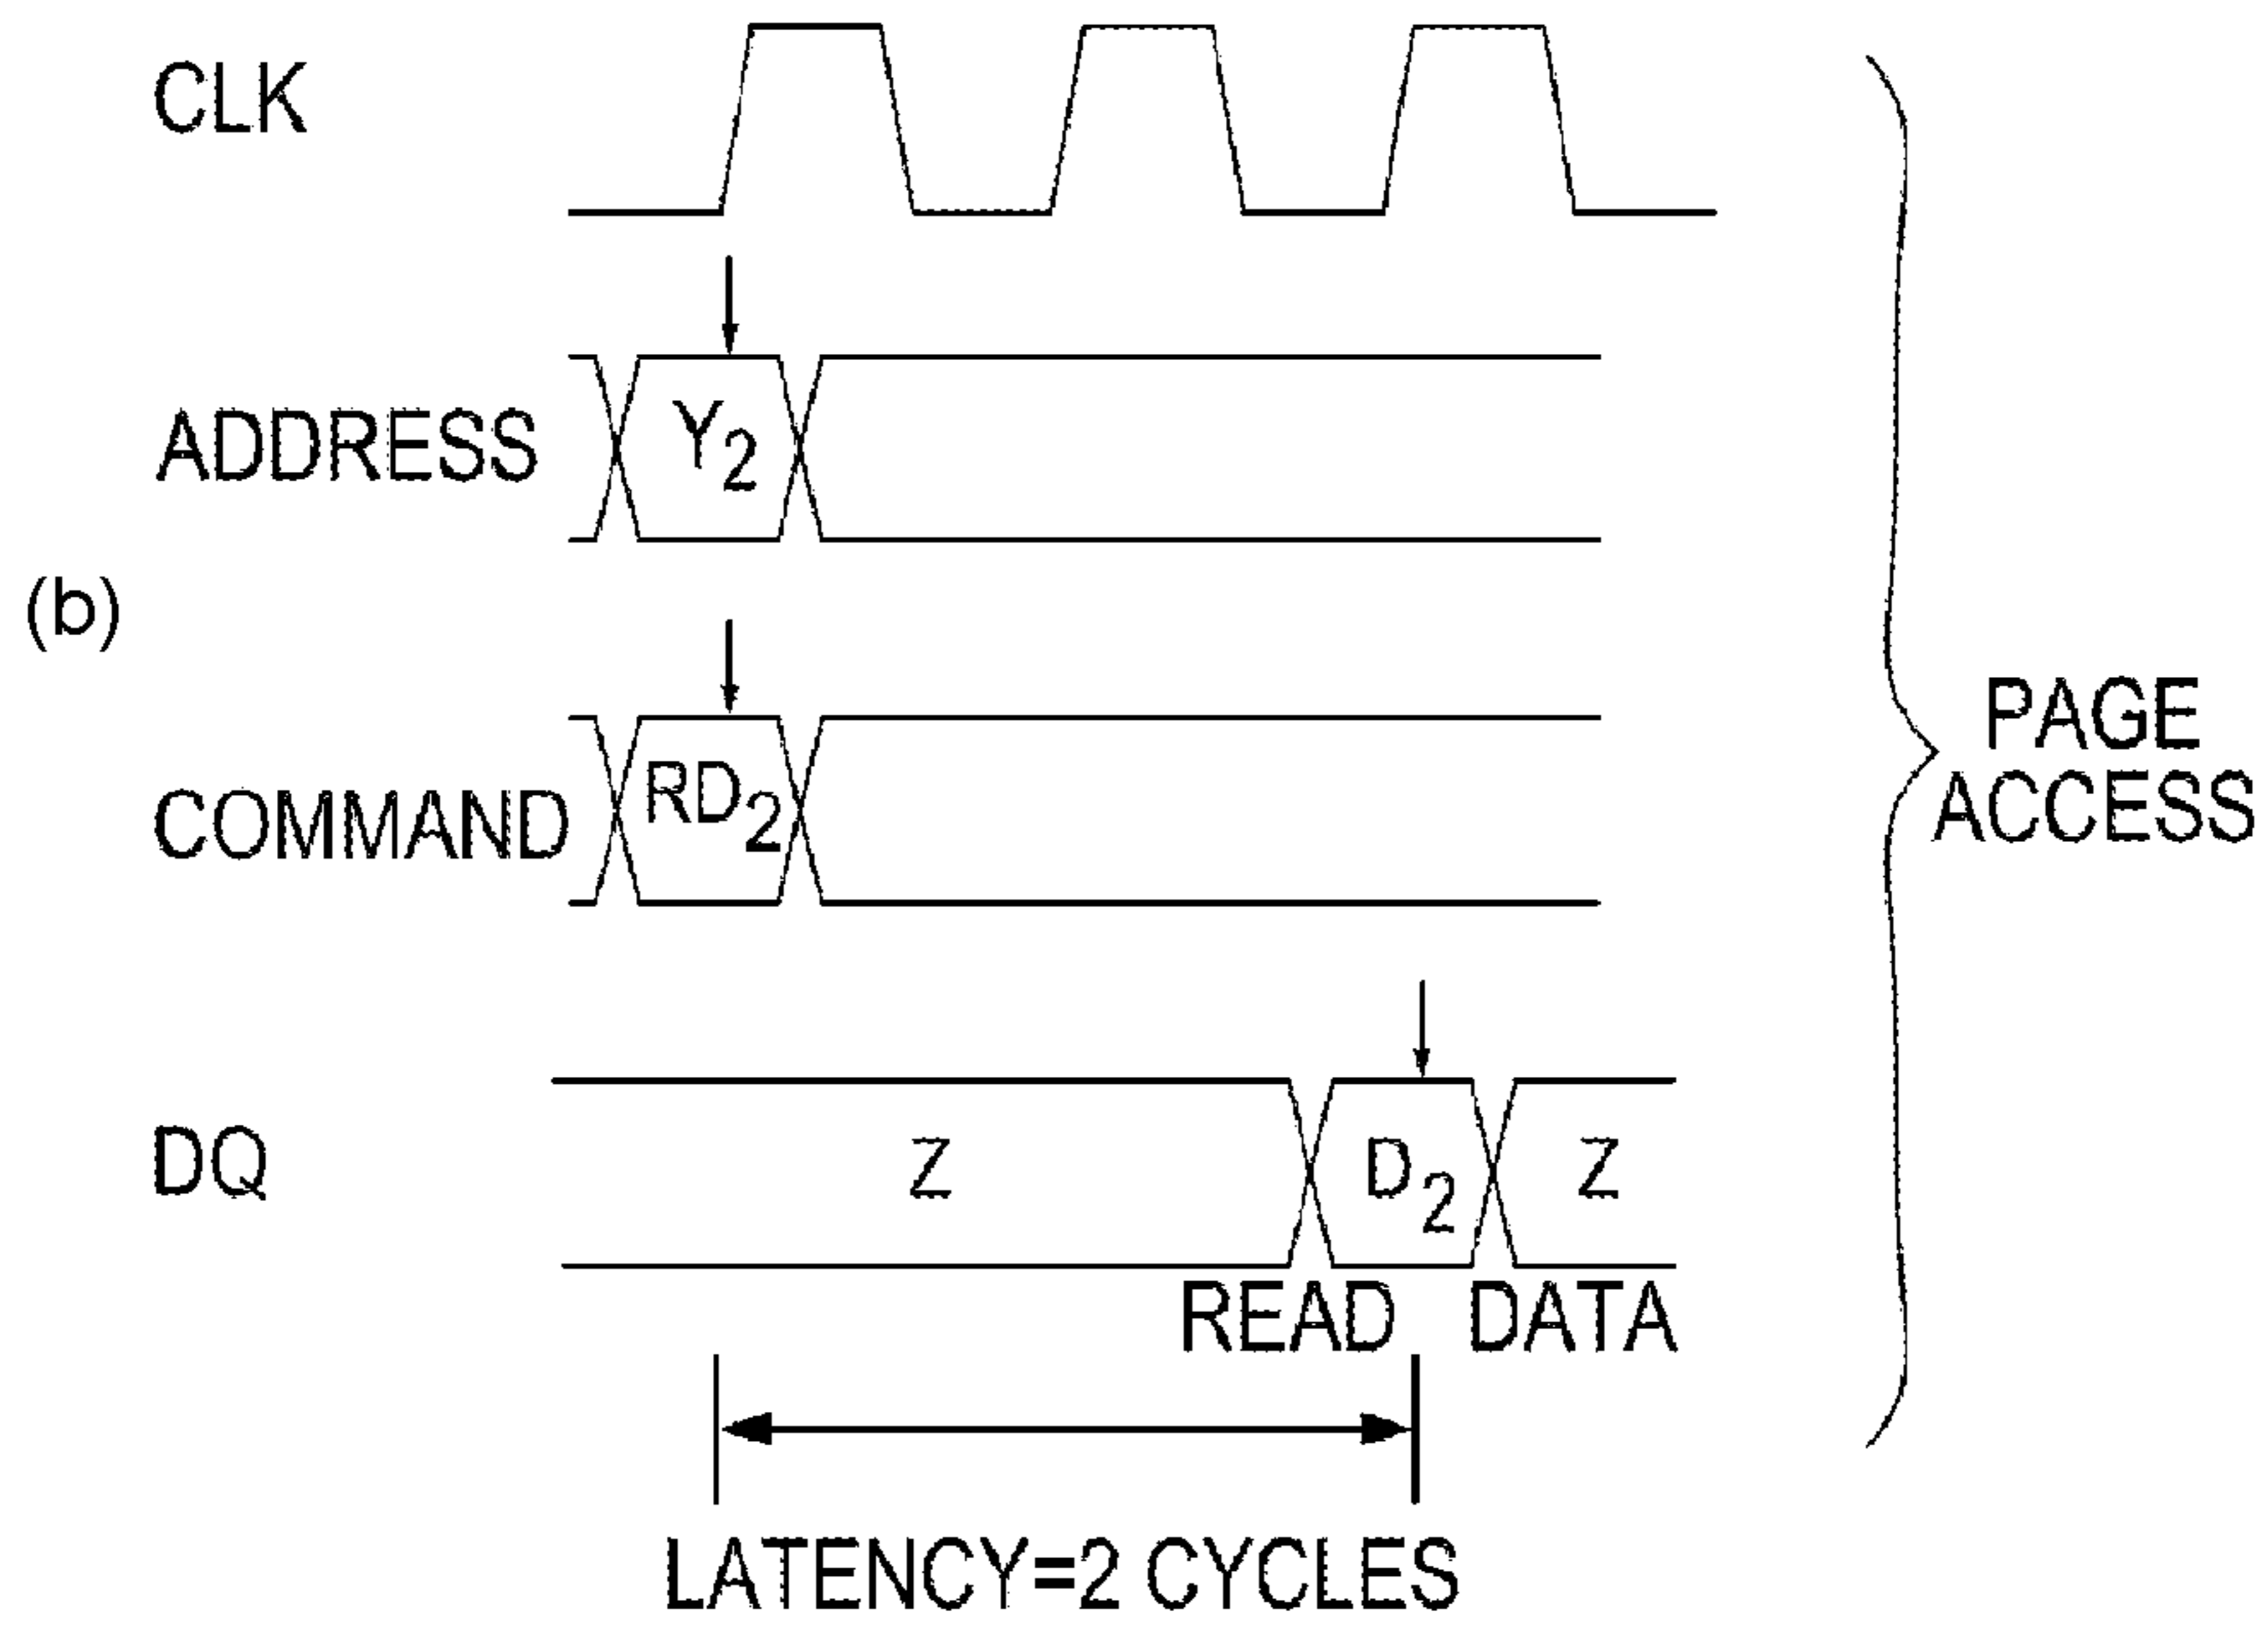 CLK
ADDRESS Y2
(b)
COMMAND RD2
PAGE
ACCESS
DQ Z D2 Z
READ DATA
LATENCY=2 CYCLES